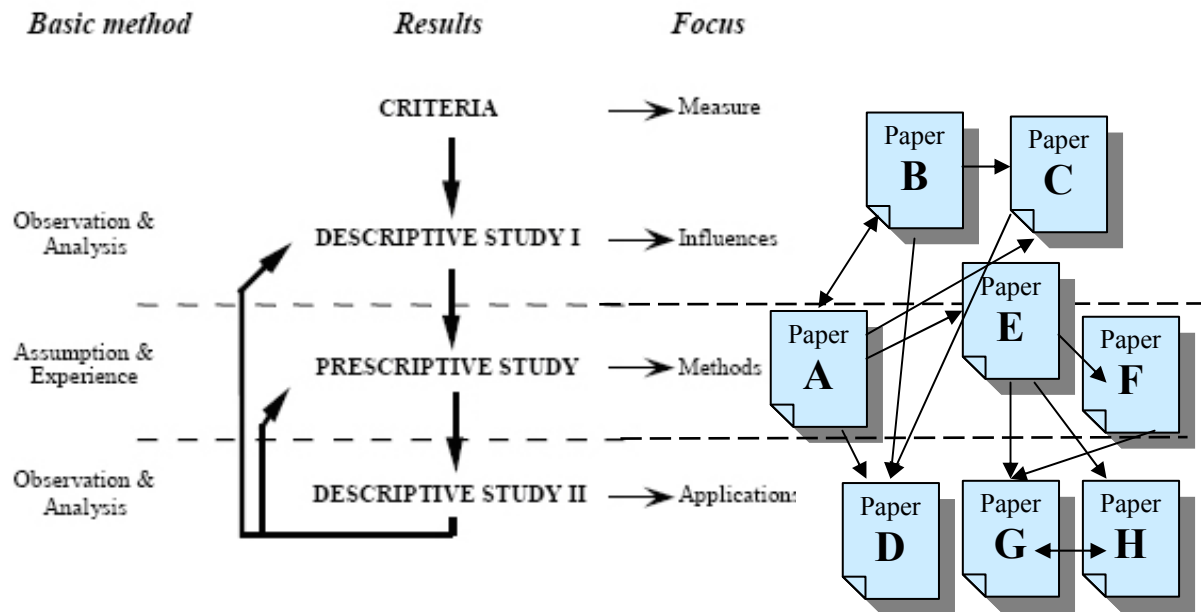 Basic method
Results
Focus
CRITERIA
Measure
Observation &
Analysis
DESCRIPTIVE STUDY I
Influences
Assumption &
Experience
PRESCRIPTIVE STUDY
Methods
Observation &
Analysis
DESCRIPTIVE STUDY II
Applications
Paper
B
Paper
C
Paper
A
Paper
E
Paper
F
Paper
D
Paper
G
Paper
H